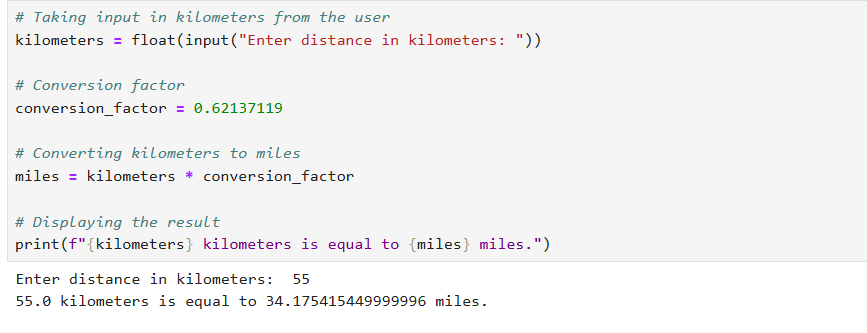 # Taking input in kilometers from the user
kilometers = float(input("Enter distance in kilometers: "))
# Conversion factor
conversion_factor = 0.62137119
# Converting kilometers to miles
miles = kilometers * conversion_factor
# Displaying the result
print(f"{kilometers} kilometers is equal to {miles} miles.")
Enter distance in kilometers:  55
55.0 kilometers is equal to 34.175415449999996 miles.